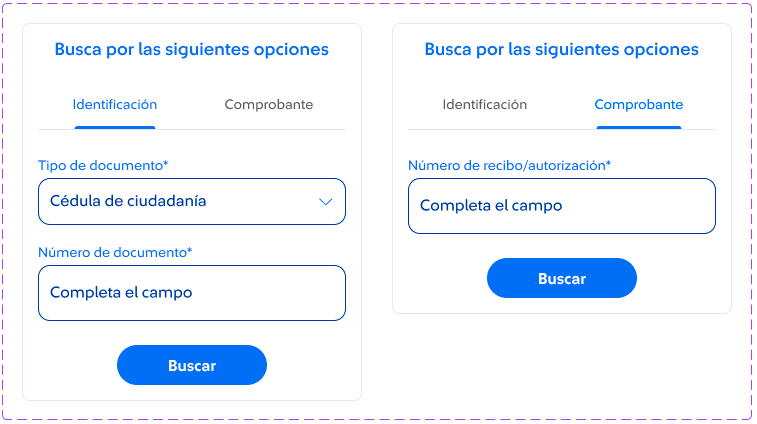 Busca por las siguientes opciones
Identificación
Comprobante
Tipo de documento*
Cédula de ciudadanía
Número de documento*
Completa el campo
Buscar
Busca por las siguientes opciones
Identificación
Comprobante
Número de recibo/autorización*
Completa el campo
Buscar